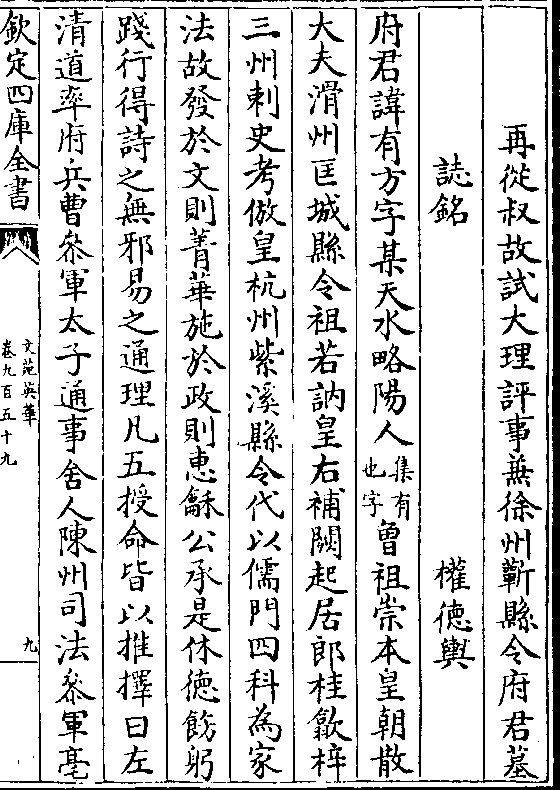 再從叔故試大理評事兼徐州蘄縣令府君墓
誌銘 權德輿
府君諱有方字某天水略陽人集有也字曾祖崇本皇朝散
大夫滑州匡城縣令祖若訥皇右補闕起居郎桂歙梓
三州刺史考倣皇杭州紫溪縣令代以儒門四科為家
法故發於文則菁華施於政則惠龢公承是休德飭躬
踐行得詩之無邪易之通理凡五授命皆以推擇曰左
清道率府兵曹叅軍太子通事舍人陳州司法叅軍亳
欽定四庫全書
文苑英華
卷九百五十九
九